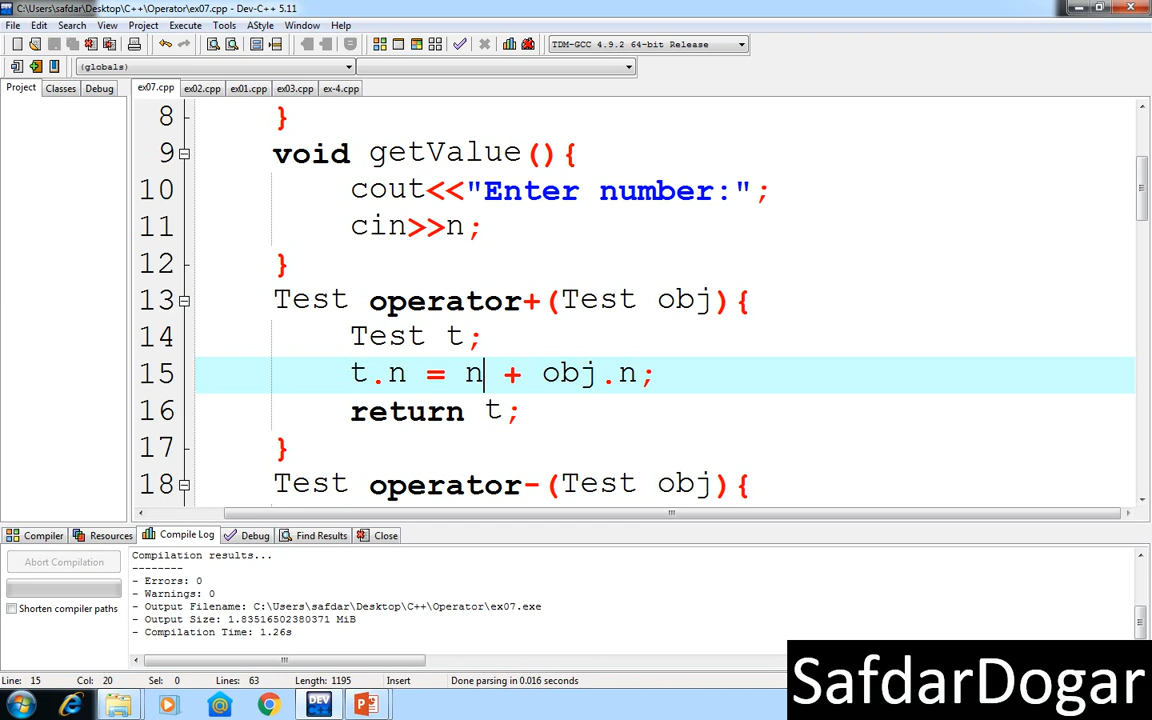 C:\Users\safdar\Desktop\C++\Operator\ex07.cpp - Dev-C++ 5.11
File Edit Search View Project Execute Tools AStyle Window Help
TDM-GCC 4.9.2 64-bit Release
(globals)
Project Classes Debug ex07.cpp ex02.cpp ex01.cpp ex03.cpp ex-4.cpp
8 }
9 void getValue(){
10 cout<<"Enter number:";
11 cin>>n;
12 }
13 Test operator+(Test obj){
14 Test t;
15 t.n = n + obj.n;
16 return t;
17 }
18 Test operator-(Test obj){
Compiler Resources Compile Log Debug Find Results Close
Abort Compilation
Shorten compiler paths
Compilation results...
--------
- Errors: 0
- Warnings: 0
- Output Filename: C:\Users\safdar\Desktop\C++\Operator\ex07.exe
- Output Size: 1.83516502380371 MiB
- Compilation Time: 1.26s
Line: 15 Col: 20 Sel: 0 Lines: 63 Length: 1195 Insert Done parsing in 0.016 seconds
SafdarDogar